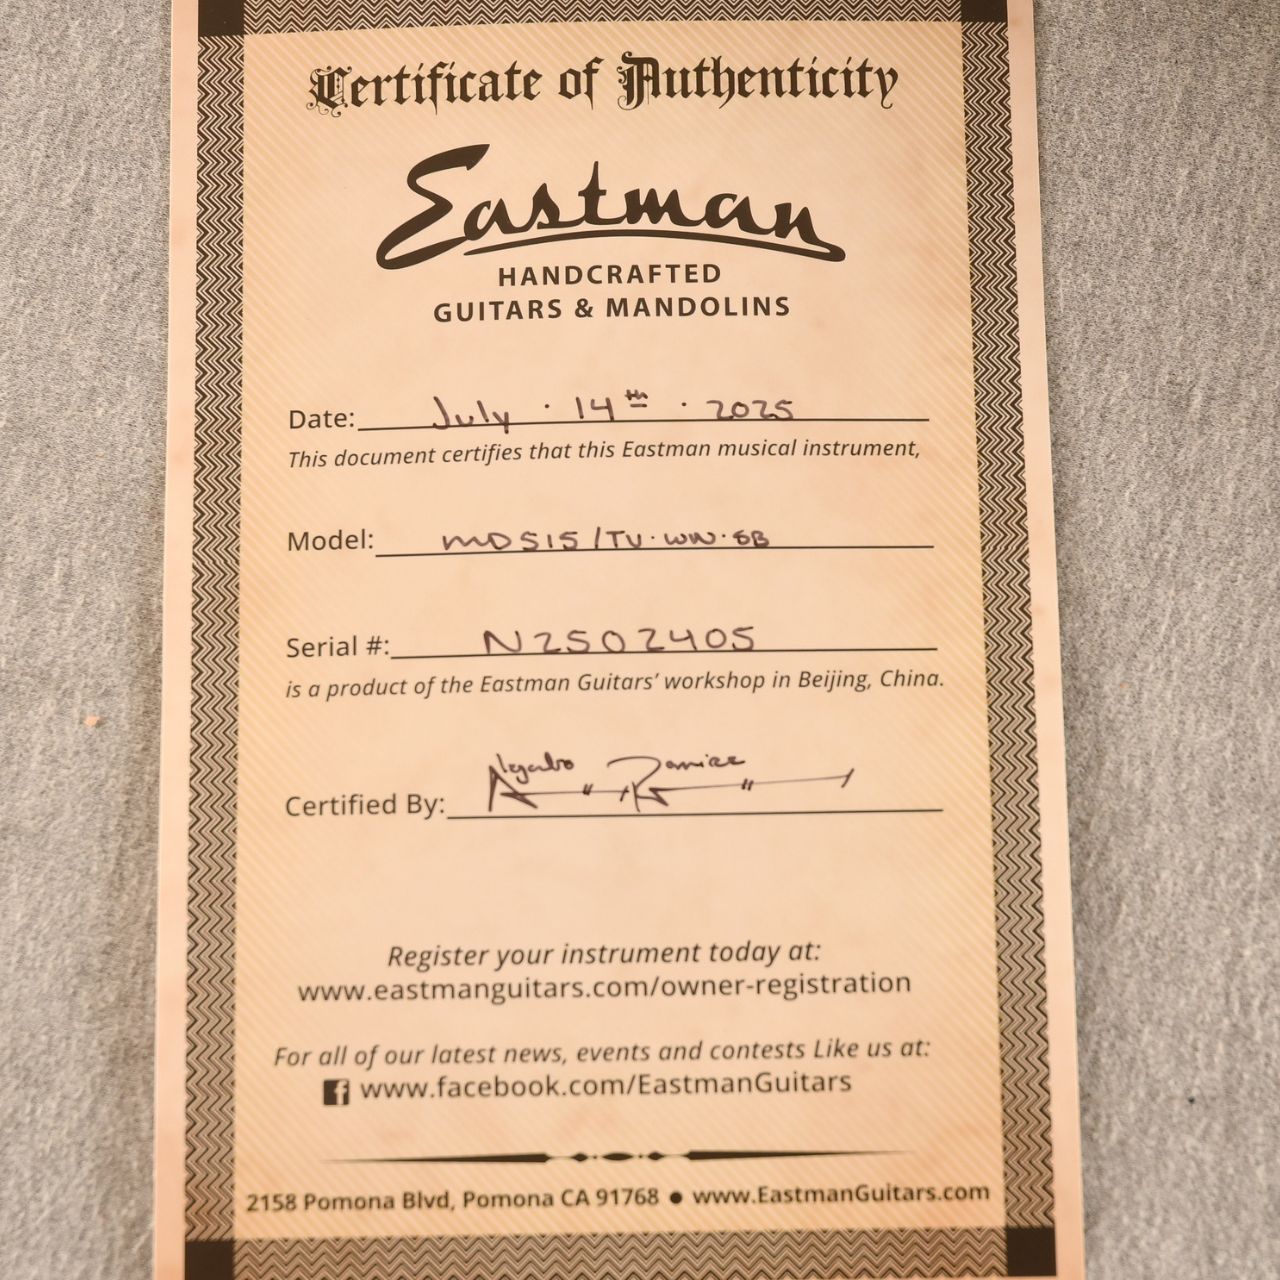 Certificate of Authenticity
Eastman
HANDCRAFTED
GUITARS & MANDOLINS
Date: July · 14th · 2025
This document certifies that this Eastman musical instrument,
Model: MD515/TV·WN·SB
Serial #: N2502405
is a product of the Eastman Guitars' workshop in Beijing, China.
Certified By:
Register your instrument today at:
www.eastmanguitars.com/owner-registration
For all of our latest news, events and contests Like us at:
f www.facebook.com/EastmanGuitars
2158 Pomona Blvd, Pomona CA 91768 ● www.EastmanGuitars.com